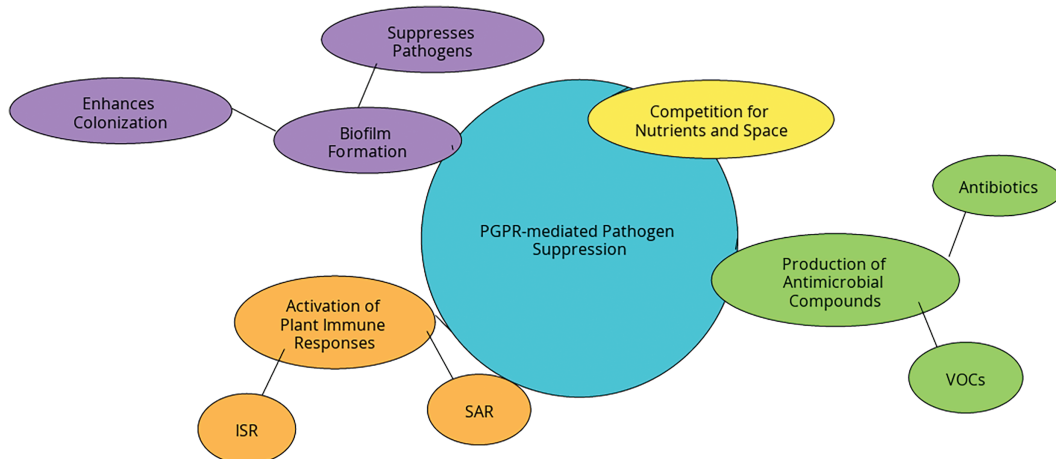 Suppresses
Pathogens
Enhances
Colonization
Biofilm
Formation
Competition for
Nutrients and Space
Antibiotics
PGPR-mediated Pathogen
Suppression
Production of
Antimicrobial
Compounds
Activation of
Plant Immune
Responses
VOCs
SAR
ISR